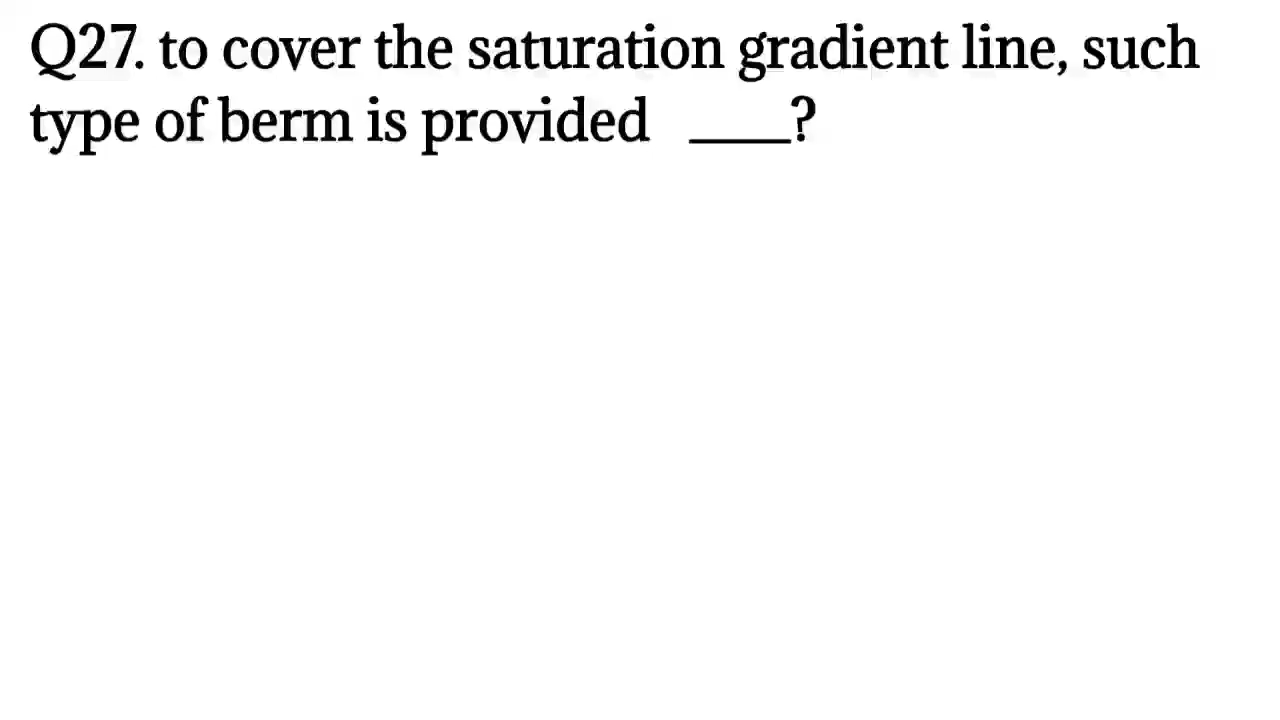 Q27. to cover the saturation gradient line, such
type of berm is provided ____?